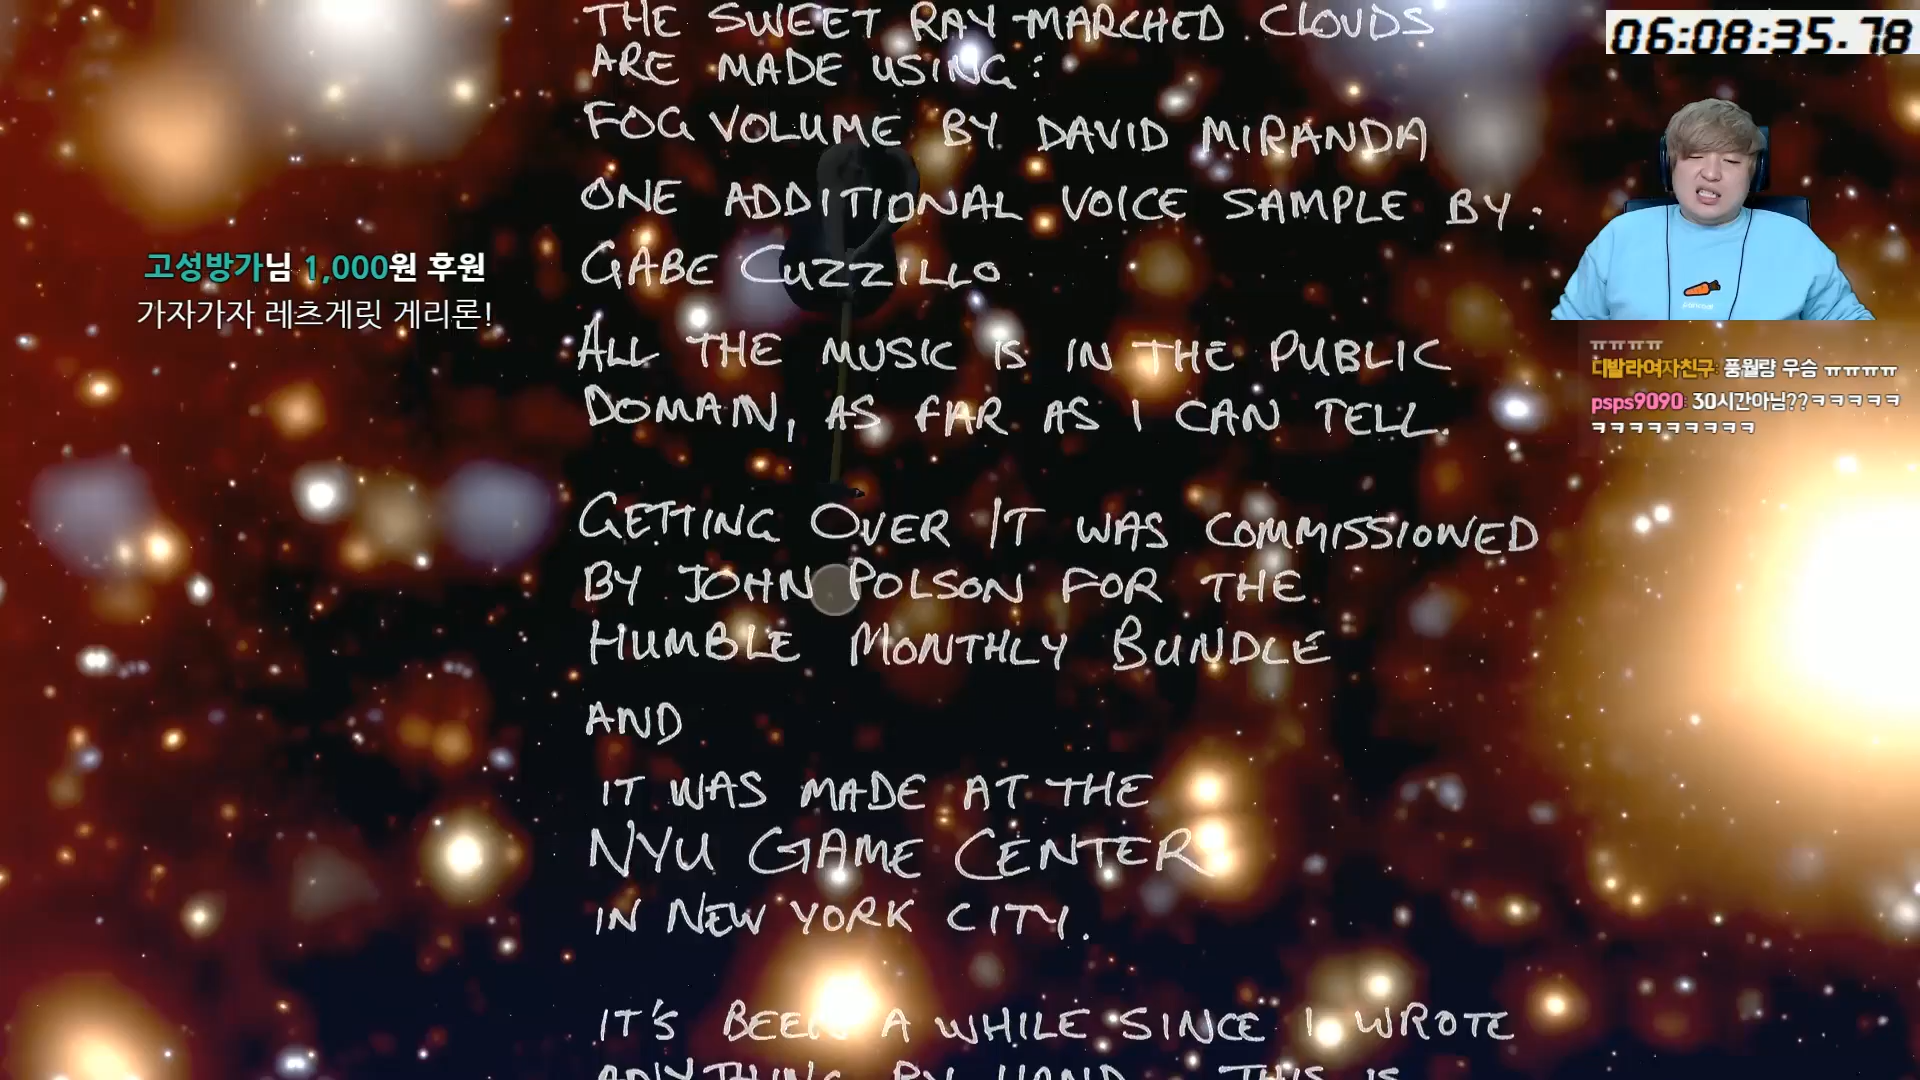 THE SWEET RAY-MARCHED CLOUDS
ARE MADE USING:
FOG VOLUME BY DAVID MIRANDA
ONE ADDITIONAL VOICE SAMPLE BY:
GABE CUZZILLO
ALL THE MUSIC IS IN THE PUBLIC
DOMAIN, AS FAR AS I CAN TELL.
GETTING OVER IT WAS COMMISSIONED
BY JOHN POLSON FOR THE
HUMBLE MONTHLY BUNDLE
AND
IT WAS MADE AT THE
NYU GAME CENTER
IN NEW YORK CITY.
IT'S BEEN A WHILE SINCE I WROTE
ANYTHING BY HAND. THIS IS
고성방가님 1,000원 후원
가자가자 레츠게릿 게리론!
06:08:35.78
ㅠㅠㅠㅠ
디발라여자친구: 풍월량 우승 ㅠㅠㅠㅠ
psps9090: 30시간아님??ㅋㅋㅋㅋㅋ
ㅋㅋㅋㅋㅋㅋㅋㅋㅋ